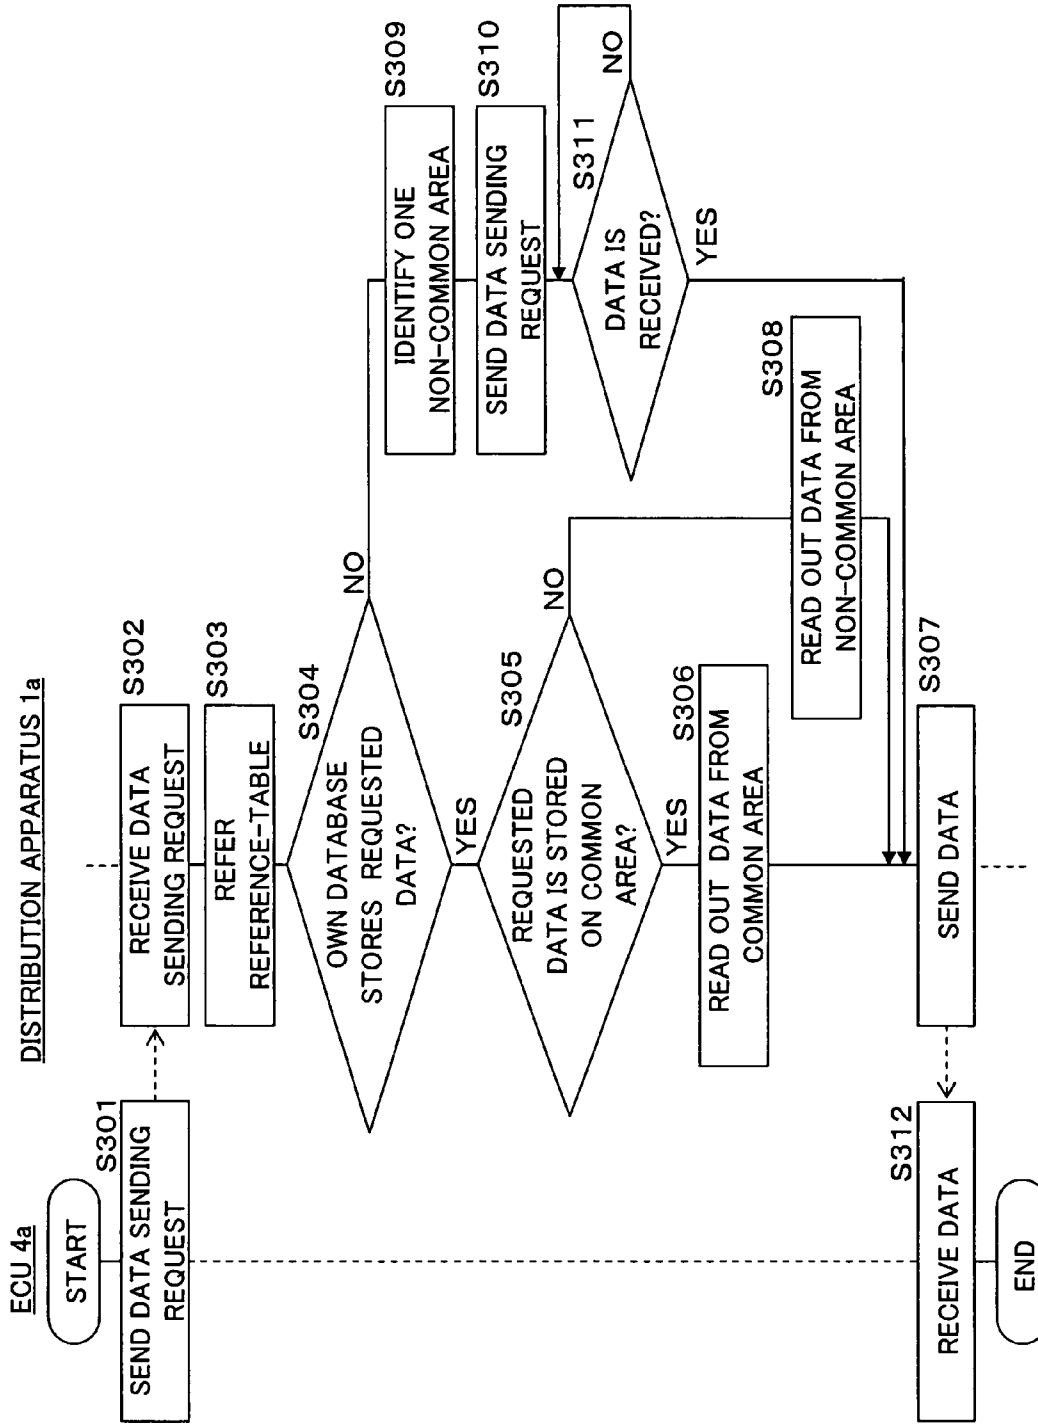 ECU 4a
DISTRIBUTION APPARATUS 1a
START
S301
SEND DATA SENDING
REQUEST
S302
RECEIVE DATA
SENDING REQUEST
S303
REFER
REFERENCE-TABLE
S304
OWN DATABASE
STORES REQUESTED
DATA?
NO
YES
S305
REQUESTED
DATA IS STORED
ON COMMON
AREA?
NO
YES
S306
READ OUT DATA FROM
COMMON AREA
S309
IDENTIFY ONE
NON-COMMON AREA
S310
SEND DATA SENDING
REQUEST
S311
DATA IS
RECEIVED?
NO
YES
S308
READ OUT DATA FROM
NON-COMMON AREA
S307
SEND DATA
S312
RECEIVE DATA
END